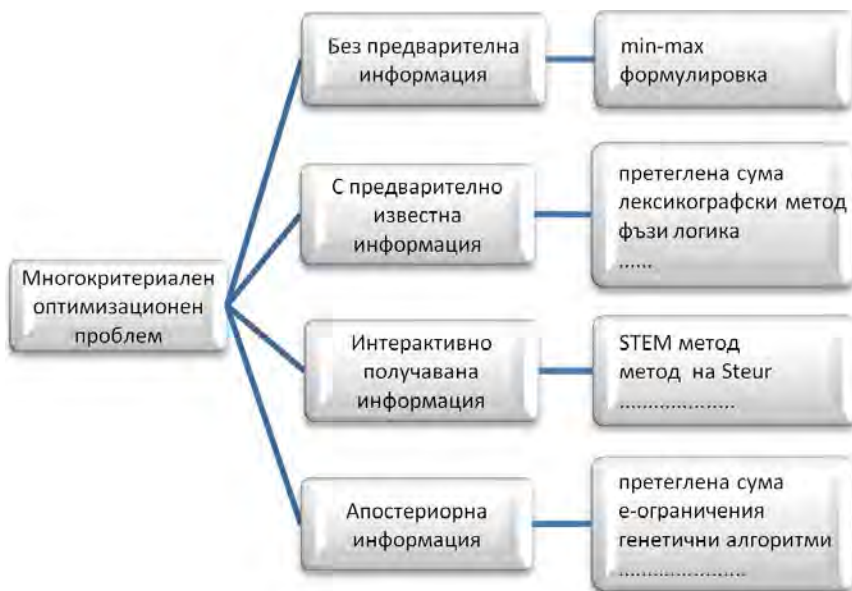 Многокритериален
оптимизационен
проблем
Без предварителна
информация
min-max
формулировка
С предварително
известна
информация
претеглена сума
лексикографски метод
фъзи логика
......
Интерактивно
получавана
информация
STEM метод
метод на Steur
.....................
Апостериорна
информация
претеглена сума
е-ограничения
генетични алгоритми
......................